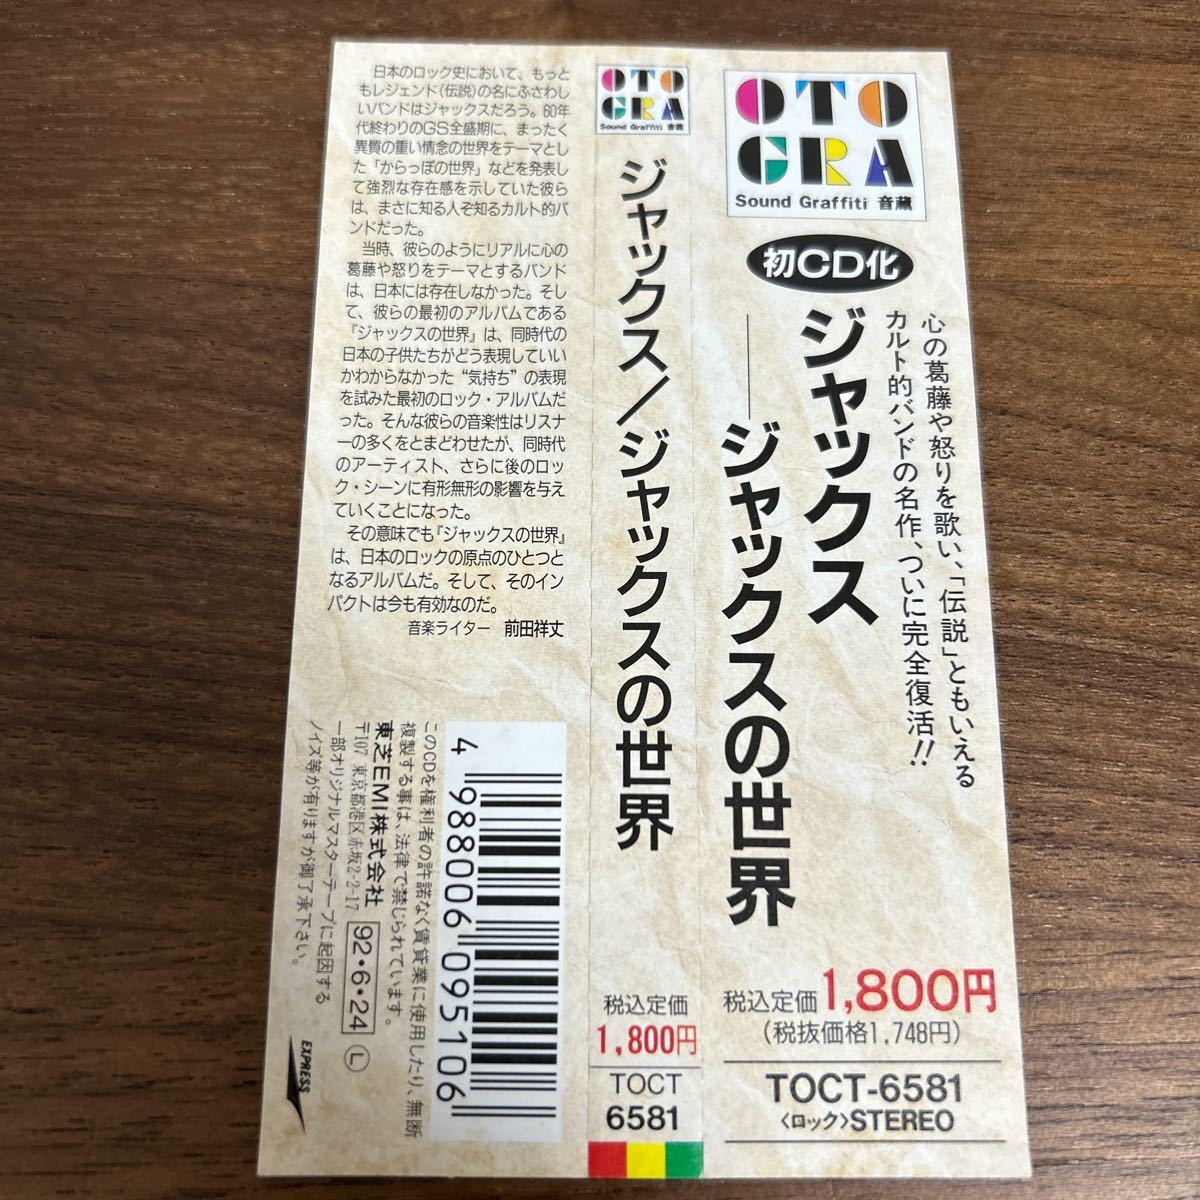 日本のロック史において、もっと
もレジェンド(伝説)の名にふさわし
いバンドはジャックスだろう。60年
代終わりのGS全盛期に、まったく
異質の重い情念の世界をテーマとし
た「からっぽの世界」などを発表し
て強烈な存在感を示していた彼ら
は、まさに知る人ぞ知るカルト的バ
ンドだった。
当時、彼らのようにリアルに心の
葛藤や怒りをテーマとするバンド
は、日本には存在しなかった。そし
て、彼らの最初のアルバムである
『ジャックスの世界』は、同時代の
日本の子供たちがどう表現していい
かわからなかった“気持ち”の表現
を試みた最初のロック・アルバムだ
った。そんな彼らの音楽性はリスナ
ーの多くをとまどわせたが、同時代
のアーティスト、さらに後のロッ
ク・シーンに有形無形の影響を与え
ていくことになった。
その意味でも『ジャックスの世界』
は、日本のロックの原点のひとつと
なるアルバムだ。そして、そのイン
パクトは今も有効なのだ。
音楽ライター 前田祥丈
このCDを権利者の許諾なく賃貸業に使用したり、無断
複製する事は、法律で禁じられています。
東芝EMI株式会社
〒107 東京都港区赤坂2-2-17
92・6・24 Ⓛ
一部オリジナルマスターテープに起因する
ノイズ等が有りますが御了承下さい。
EXPRESS
4 988006 095106
OTO
GRA
Sound Graffiti 音蔵
ジャックス/ジャックスの世界
税込定価
1,800円
TOCT
6581
OTO
GRA
Sound Graffiti 音蔵
初CD化
心の葛藤や怒りを歌い、「伝説」ともいえる
カルト的バンドの名作、ついに完全復活!!
ジャックス
──ジャックスの世界
税込定価1,800円
(税抜価格1,748円)
TOCT-6581
〈ロック〉STEREO